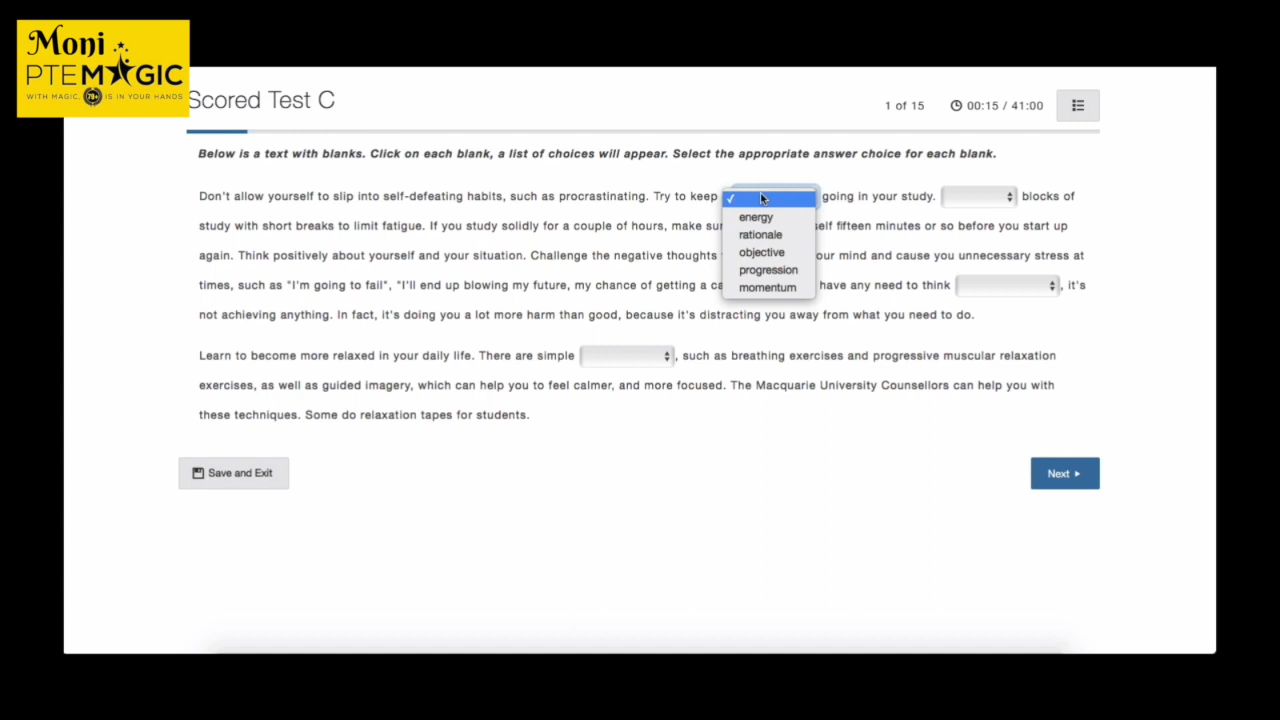 Moni
PTEMAGIC
WITH MAGIC, 79+ IS IN YOUR HANDS
Scored Test C
1 of 15 00:15 / 41:00
Below is a text with blanks. Click on each blank, a list of choices will appear. Select the appropriate answer choice for each blank.
Don't allow yourself to slip into self-defeating habits, such as procrastinating. Try to keep ✓ going in your study. blocks of
energy
study with short breaks to limit fatigue. If you study solidly for a couple of hours, make fifteen minutes or so before you start up
rationale
again. Think positively about yourself and your situation. Challenge the negative thoughts your mind and cause you unnecessary stress at
objective
progression
times, such as "I'm going to fail", "I'll end up blowing my future, my chance of getting a have any need to think , it's
momentum
not achieving anything. In fact, it's doing you a lot more harm than good, because it's distracting you away from what you need to do.
Learn to become more relaxed in your daily life. There are simple , such as breathing exercises and progressive muscular relaxation
exercises, as well as guided imagery, which can help you to feel calmer, and more focused. The Macquarie University Counsellors can help you with
these techniques. Some do relaxation tapes for students.
Save and Exit Next